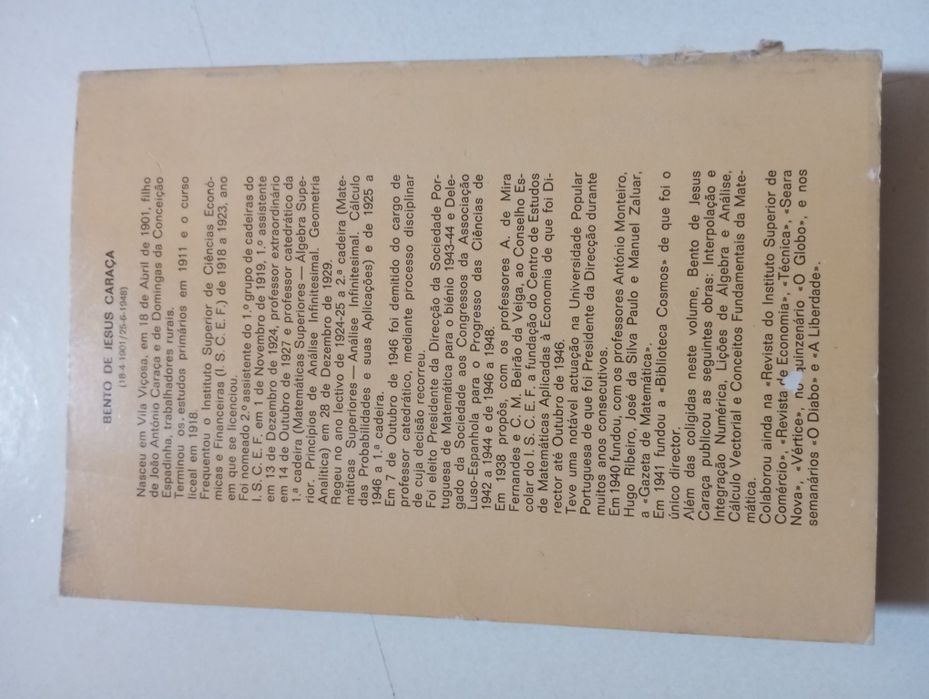 BENTO DE JESUS CARAÇA
(18-4-1901/25-6-1948)
Nasceu em Vila Viçosa, em 18 de Abril de 1901, filho
de João António Caraça e de Domingas da Conceição
Espadinha, trabalhadores rurais.
Terminou os estudos primários em 1911 e o curso
liceal em 1918.
Frequentou o Instituto Superior de Ciências Econó-
micas e Financeiras (I. S. C. E. F.) de 1918 a 1923, ano
em que se licenciou.
Foi nomeado 2.º assistente do 1.º grupo de cadeiras do
I. S. C. E. F. em 1 de Novembro de 1919, 1.º assistente
em 13 de Dezembro de 1924, professor extraordinário
em 14 de Outubro de 1927 e professor catedrático da
1.ª cadeira (Matemáticas Superiores — Álgebra Supe-
rior. Princípios de Análise Infinitesimal. Geometria
Analítica) em 28 de Dezembro de 1929.
Regeu no ano lectivo de 1924-25 a 2.ª cadeira (Mate-
máticas Superiores — Análise Infinitesimal. Cálculo
das Probabilidades e suas Aplicações) e de 1925 a
1946 a 1.ª cadeira.
Em 7 de Outubro de 1946 foi demitido do cargo de
professor catedrático, mediante processo disciplinar
de cuja decisão recorreu.
Foi eleito Presidente da Direcção da Sociedade Por-
tuguesa de Matemática para o biénio 1943-44 e Dele-
gado da Sociedade aos Congressos da Associação
Luso-Espanhola para o Progresso das Ciências de
1942 a 1944 e de 1946 a 1948.
Em 1938 propôs, com os professores A. de Mira
Fernandes e C. M. Beirão da Veiga, ao Conselho Es-
colar do I. S. C. E. F. a fundação do Centro de Estudos
de Matemáticas Aplicadas à Economia de que foi Di-
rector até Outubro de 1946.
Teve uma notável actuação na Universidade Popular
Portuguesa de que foi Presidente da Direcção durante
muitos anos consecutivos.
Em 1940 fundou, com os professores António Monteiro,
Hugo Ribeiro, José da Silva Paulo e Manuel Zaluar,
a «Gazeta de Matemática».
Em 1941 fundou a «Biblioteca Cosmos» de que foi o
único director.
Além das coligidas neste volume, Bento de Jesus
Caraça publicou as seguintes obras: Interpolação e
Integração Numérica, Lições de Álgebra e Análise,
Cálculo Vectorial e Conceitos Fundamentais da Mate-
mática.
Colaborou ainda na «Revista do Instituto Superior de
Comércio», «Revista de Economia», «Técnica», «Seara
Nova», «Vértice», no quinzenário «O Globo», e nos
semanários «O Diabo» e «A Liberdade».